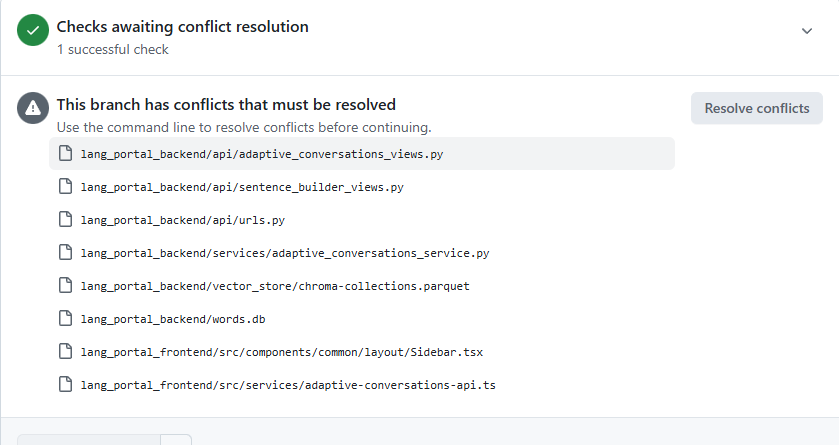 Checks awaiting conflict resolution
1 successful check
This branch has conflicts that must be resolved
Resolve conflicts
Use the command line to resolve conflicts before continuing.
lang_portal_backend/api/adaptive_conversations_views.py
lang_portal_backend/api/sentence_builder_views.py
lang_portal_backend/api/urls.py
lang_portal_backend/services/adaptive_conversations_service.py
lang_portal_backend/vector_store/chroma-collections.parquet
lang_portal_backend/words.db
lang_portal_frontend/src/components/common/layout/Sidebar.tsx
lang_portal_frontend/src/services/adaptive-conversations-api.ts